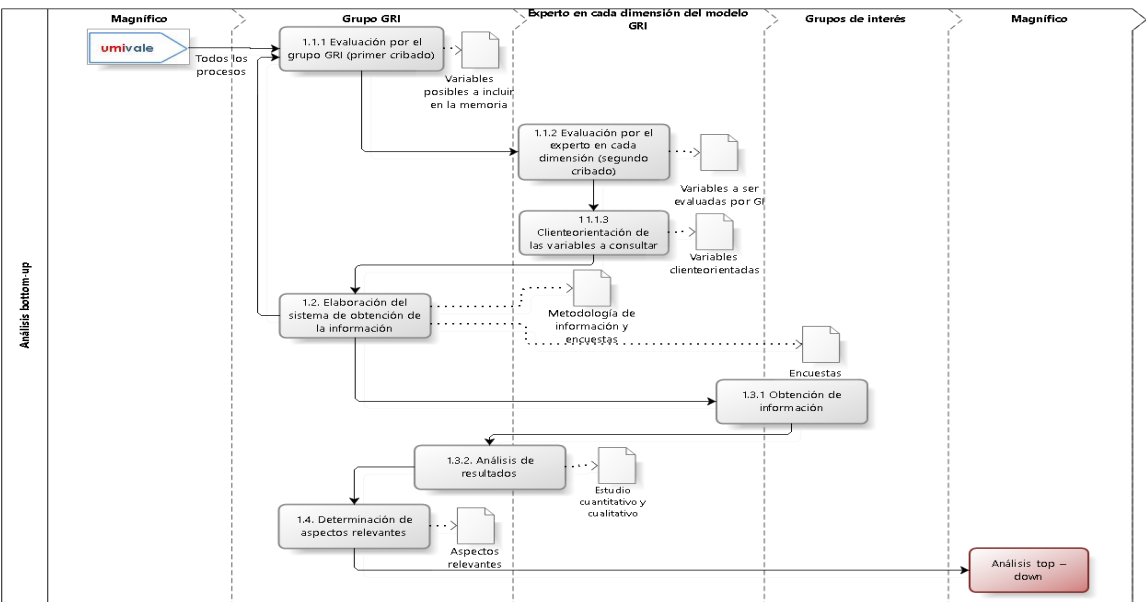 Magnífico
Grupo GRI
Experto en cada dimensión del modelo
GRI
Grupos de interés
Magnífico
Análisis bottom-up
umivale
Todos los
procesos
1.1.1 Evaluación por el
grupo GRI (primer cribado)
Variables
posibles a incluir
en la memoria
1.1.2 Evaluación por el
experto en cada
dimensión (segundo
cribado)
Variables a ser
evaluadas por GI
11.1.3
Clienteorientación de
las variables a consultar
Variables
clienteorientadas
1.2. Elaboración del
sistema de obtención de
la información
Metodología de
información y
encuestas
Encuestas
1.3.1 Obtención de
información
1.3.2. Análisis de
resultados
Estudio
cuantitativo y
cualitativo
1.4. Determinación de
aspectos relevantes
Aspectos
relevantes
Análisis top –
down